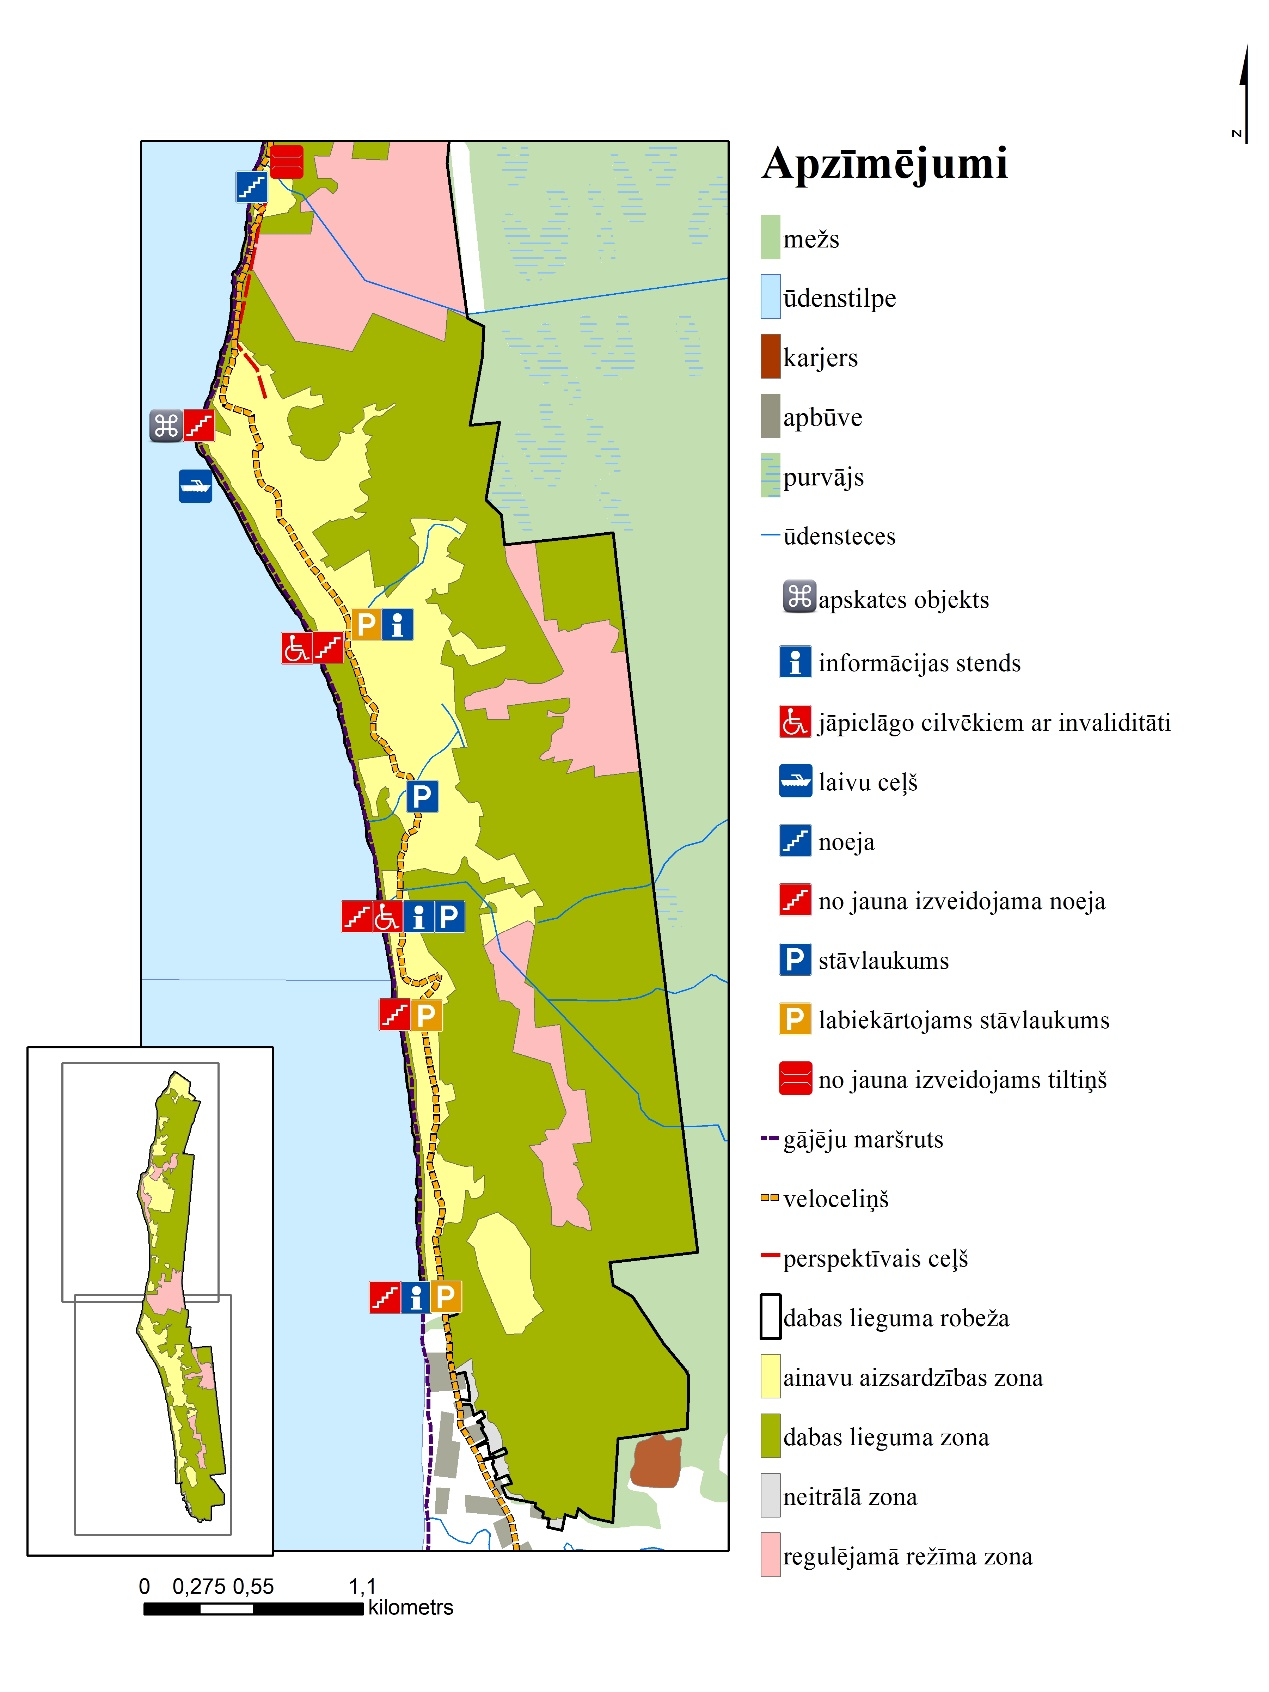 z
Apzīmējumi
mežs
ūdenstilpe
karjers
apbūve
purvājs
ūdensteces
apskates objekts
informācijas stends
jāpielāgo cilvēkiem ar invaliditāti
laivu ceļš
noeja
no jauna izveidojama noeja
P stāvlaukums
P labiekārtojams stāvlaukums
no jauna izveidojams tiltiņš
gājēju maršruts
veloceliņš
perspektīvais ceļš
dabas lieguma robeža
ainavu aizsardzības zona
dabas lieguma zona
neitrālā zona
regulējamā režīma zona
P i
P
i P
P
i P
0 0,275 0,55 1,1
kilometrs